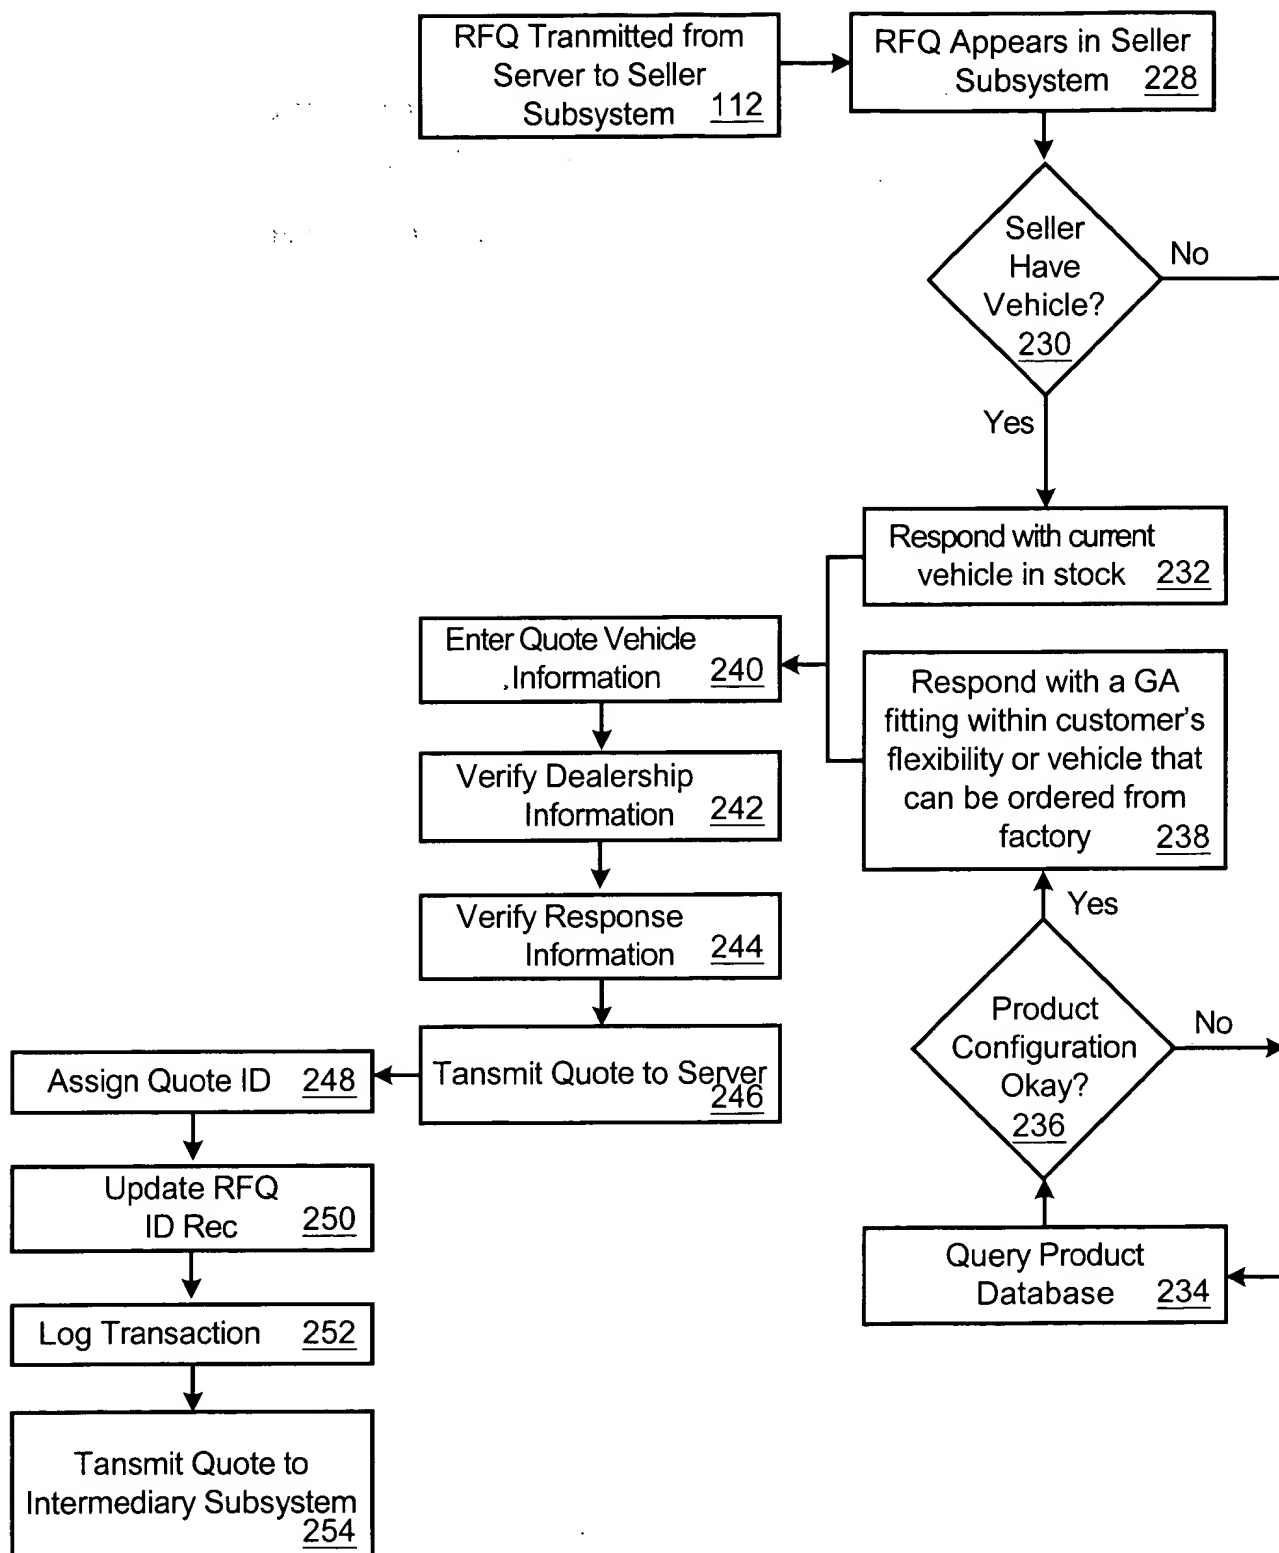 RFQ Tranmitted from
Server to Seller
Subsystem 112
RFQ Appears in Seller
Subsystem 228
Seller
Have
Vehicle?
230
No
Yes
Respond with current
vehicle in stock 232
Enter Quote Vehicle
Information 240
Respond with a GA
fitting within customer's
flexibility or vehicle that
can be ordered from
factory 238
Verify Dealership
Information 242
Verify Response
Information 244
Yes
Product
Configuration
Okay?
236
No
Tansmit Quote to Server
246
Assign Quote ID 248
Update RFQ
ID Rec 250
Query Product
Database 234
Log Transaction 252
Tansmit Quote to
Intermediary Subsystem
254